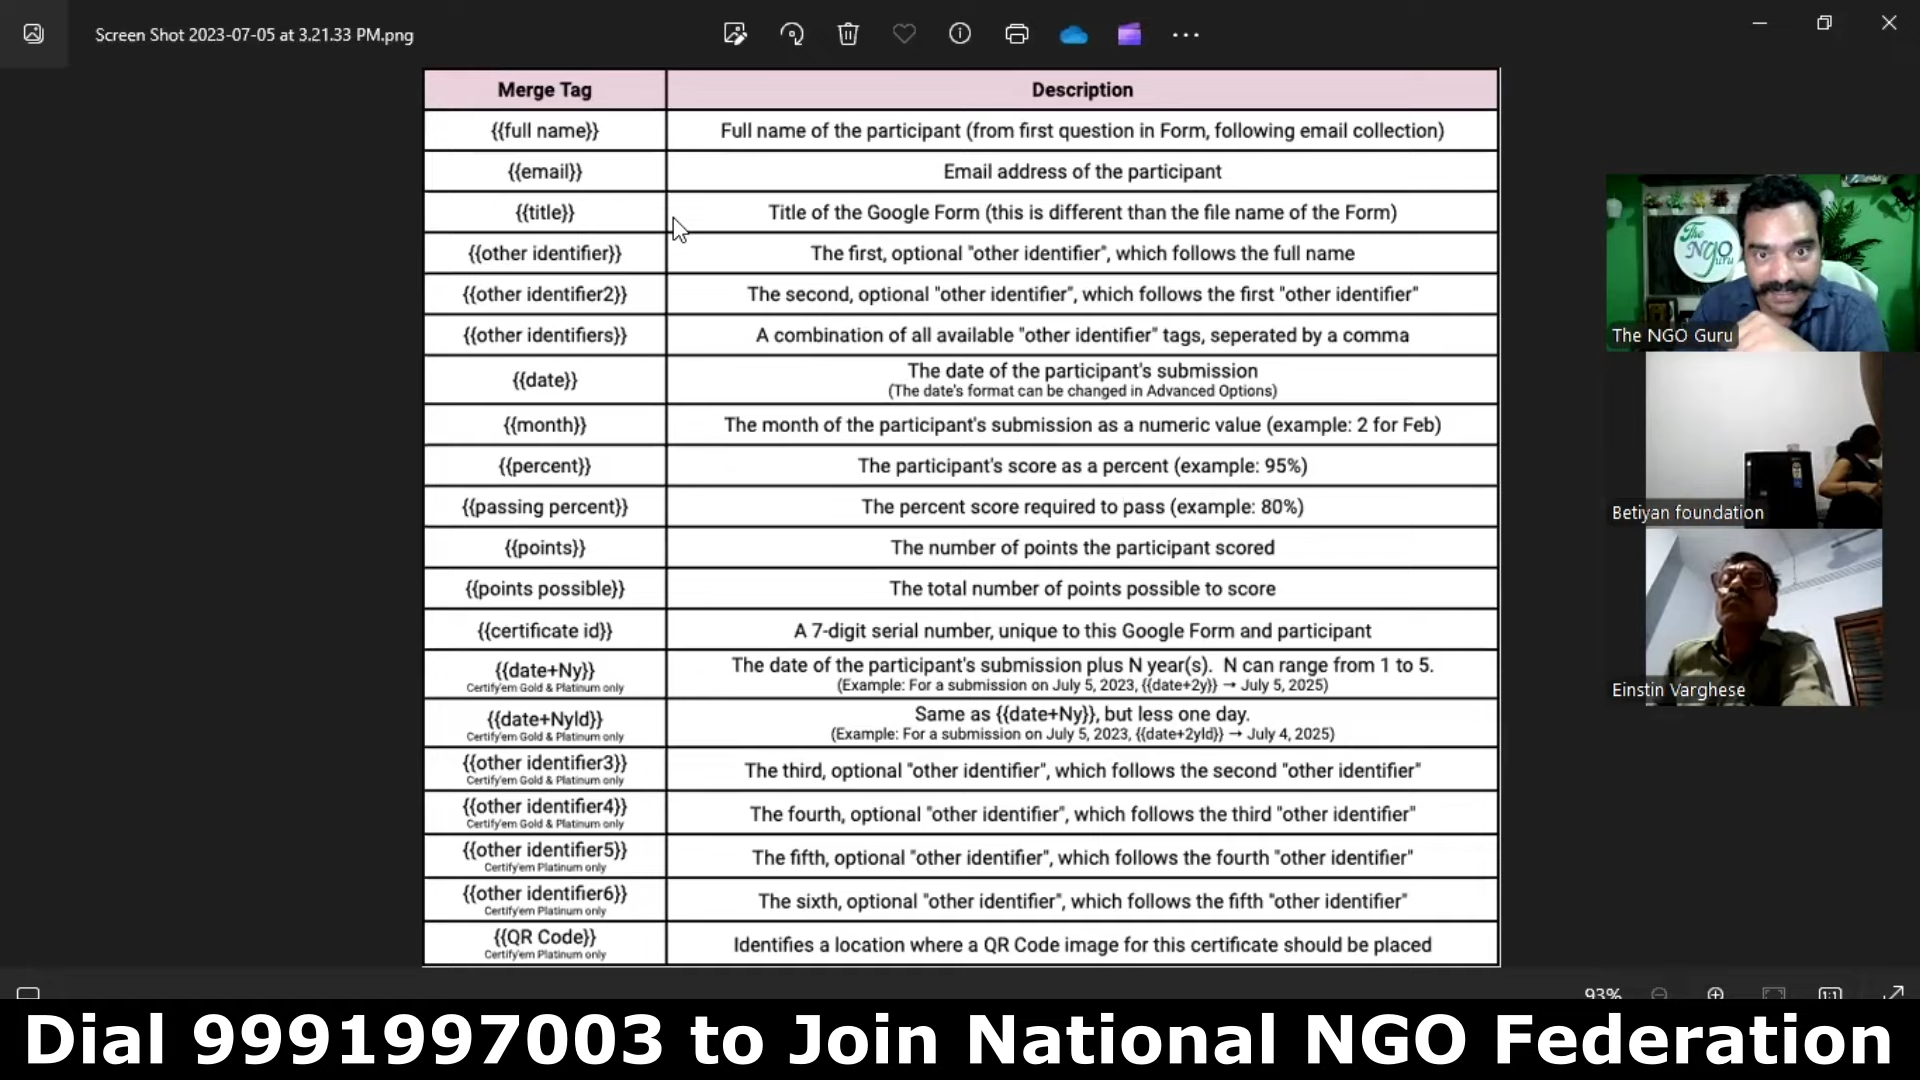 Screen Shot 2023-07-05 at 3.21.33 PM.png
Merge Tag
Description
{{full name}}
Full name of the participant (from first question in Form, following email collection)
{{email}}
Email address of the participant
{{title}}
Title of the Google Form (this is different than the file name of the Form)
{{other identifier}}
The first, optional "other identifier", which follows the full name
{{other identifier2}}
The second, optional "other identifier", which follows the first "other identifier"
{{other identifiers}}
A combination of all available "other identifier" tags, seperated by a comma
{{date}}
The date of the participant's submission
(The date's format can be changed in Advanced Options)
{{month}}
The month of the participant's submission as a numeric value (example: 2 for Feb)
{{percent}}
The participant's score as a percent (example: 95%)
{{passing percent}}
The percent score required to pass (example: 80%)
{{points}}
The number of points the participant scored
{{points possible}}
The total number of points possible to score
{{certificate id}}
A 7-digit serial number, unique to this Google Form and participant
{{date+Ny}}
Certify'em Gold & Platinum only
The date of the participant's submission plus N year(s). N can range from 1 to 5.
(Example: For a submission on July 5, 2023, {{date+2y}} → July 5, 2025)
{{date+Nyld}}
Certify'em Gold & Platinum only
Same as {{date+Ny}}, but less one day.
(Example: For a submission on July 5, 2023, {{date+2yld}} → July 4, 2025)
{{other identifier3}}
Certify'em Gold & Platinum only
The third, optional "other identifier", which follows the second "other identifier"
{{other identifier4}}
Certify'em Gold & Platinum only
The fourth, optional "other identifier", which follows the third "other identifier"
{{other identifier5}}
Certify'em Platinum only
The fifth, optional "other identifier", which follows the fourth "other identifier"
{{other identifier6}}
Certify'em Platinum only
The sixth, optional "other identifier", which follows the fifth "other identifier"
{{QR Code}}
Certify'em Platinum only
Identifies a location where a QR Code image for this certificate should be placed
The NGO Guru
The NGO Guru
Betiyan foundation
Einstin Varghese
93%
1:1
Dial 9991997003 to Join National NGO Federation